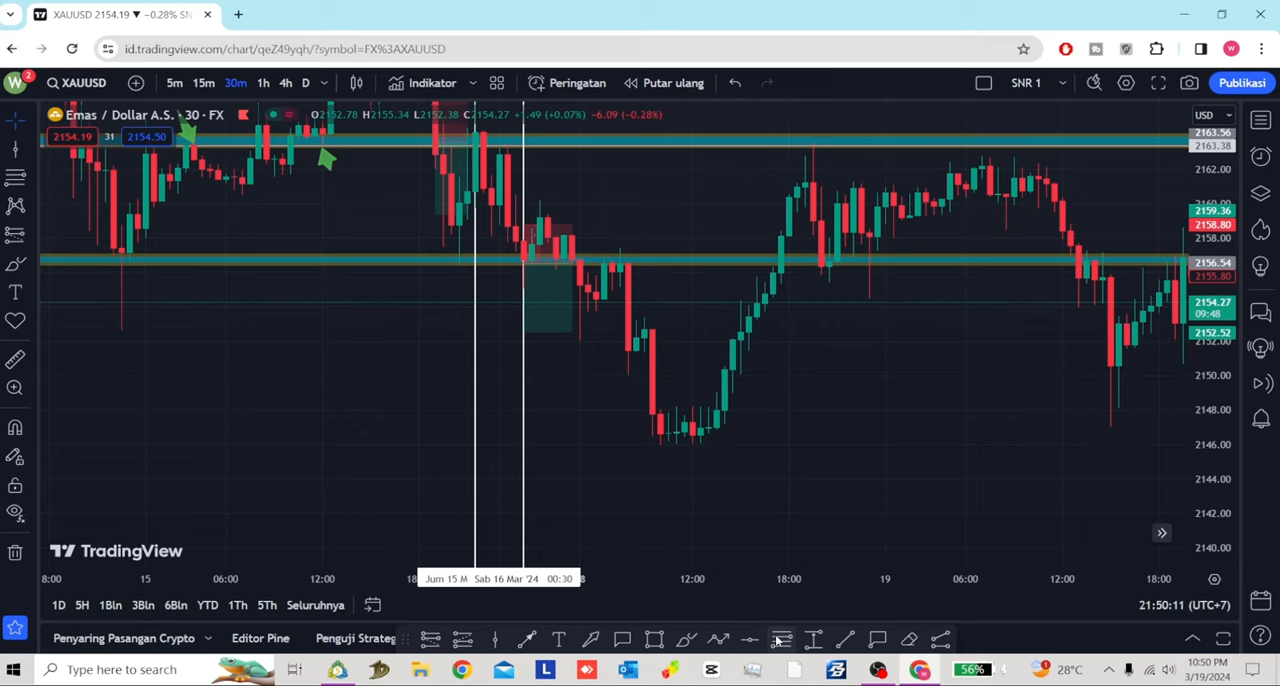 XAUUSD 2154.19 ▼ −0.28% SN
id.tradingview.com/chart/qeZ49yqh/?symbol=FX%3AXAUUSD
W
W 2
XAUUSD
5m 15m 30m 1h 4h D
Indikator
Peringatan
Putar ulang
SNR 1
Publikasi
Emas / Dollar A.S. · 30 · FX
O2152.78 H2155.34 L2152.38 C2154.27 +1.49 (+0.07%) −6.09 (−0.28%)
USD
2154.19 31 2154.50
2163.56
2163.38
2162.00
2159.36
2158.80
2158.00
2156.54
2155.80
2154.27
09:48
2152.52
2152.00
2150.00
2148.00
2146.00
2144.00
2142.00
2140.00
TradingView
8:00 15 06:00 12:00 Jum 15 M Sab 16 Mar '24 00:30 12:00 18:00 19 06:00 12:00 18:00
1D 5H 1Bln 3Bln 6Bln YTD 1Th 5Th Seluruhnya
21:50:11 (UTC+7)
Penyaring Pasangan Crypto
Editor Pine
Penguji Strateg
Type here to search
L
56%
28°C
10:50 PM
3/19/2024